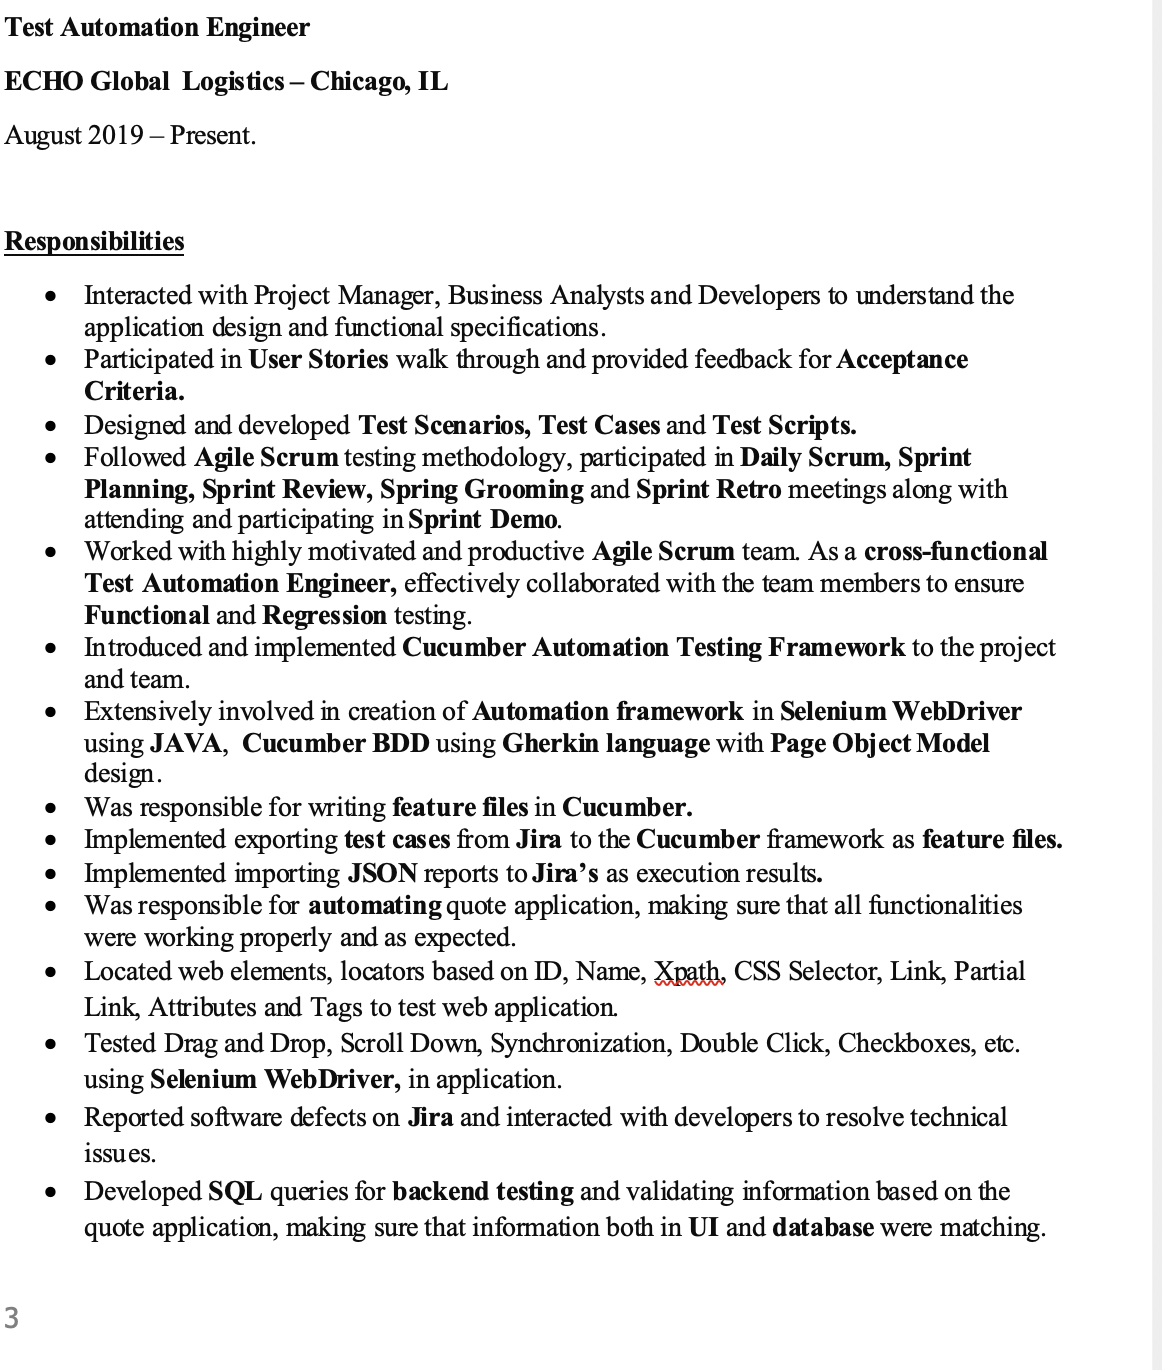 Test Automation Engineer
ECHO Global Logistics – Chicago, IL
August 2019 – Present.
Responsibilities
• Interacted with Project Manager, Business Analysts and Developers to understand the
application design and functional specifications.
• Participated in User Stories walk through and provided feedback for Acceptance
Criteria.
• Designed and developed Test Scenarios, Test Cases and Test Scripts.
• Followed Agile Scrum testing methodology, participated in Daily Scrum, Sprint
Planning, Sprint Review, Spring Grooming and Sprint Retro meetings along with
attending and participating in Sprint Demo.
• Worked with highly motivated and productive Agile Scrum team. As a cross-functional
Test Automation Engineer, effectively collaborated with the team members to ensure
Functional and Regression testing.
• Introduced and implemented Cucumber Automation Testing Framework to the project
and team.
• Extensively involved in creation of Automation framework in Selenium WebDriver
using JAVA, Cucumber BDD using Gherkin language with Page Object Model
design.
• Was responsible for writing feature files in Cucumber.
• Implemented exporting test cases from Jira to the Cucumber framework as feature files.
• Implemented importing JSON reports to Jira’s as execution results.
• Was responsible for automating quote application, making sure that all functionalities
were working properly and as expected.
• Located web elements, locators based on ID, Name, Xpath, CSS Selector, Link, Partial
Link, Attributes and Tags to test web application.
• Tested Drag and Drop, Scroll Down, Synchronization, Double Click, Checkboxes, etc.
using Selenium WebDriver, in application.
• Reported software defects on Jira and interacted with developers to resolve technical
issues.
• Developed SQL queries for backend testing and validating information based on the
quote application, making sure that information both in UI and database were matching.
3